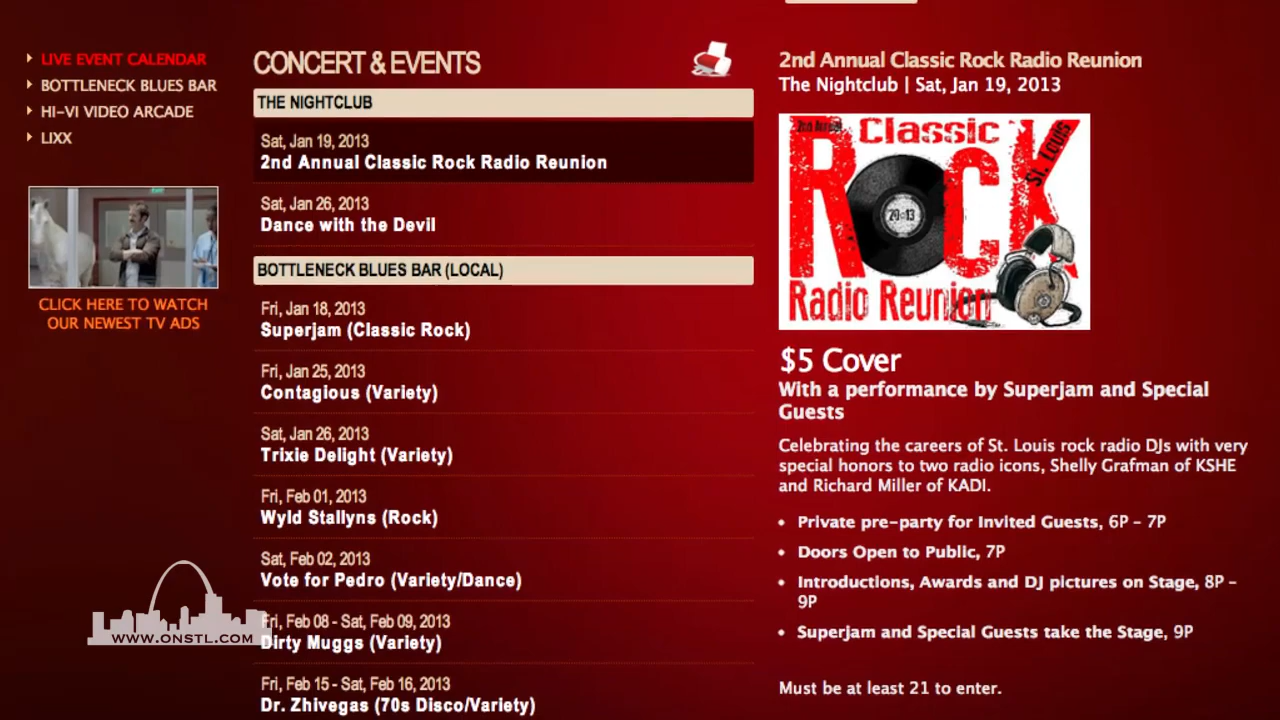 LIVE EVENT CALENDAR
BOTTLENECK BLUES BAR
HI-VI VIDEO ARCADE
LIXX
CLICK HERE TO WATCH
OUR NEWEST TV ADS
WWW.ONSTL.COM
CONCERT & EVENTS
THE NIGHTCLUB
Sat, Jan 19, 2013
2nd Annual Classic Rock Radio Reunion
Sat, Jan 26, 2013
Dance with the Devil
BOTTLENECK BLUES BAR (LOCAL)
Fri, Jan 18, 2013
Superjam (Classic Rock)
Fri, Jan 25, 2013
Contagious (Variety)
Sat, Jan 26, 2013
Trixie Delight (Variety)
Fri, Feb 01, 2013
Wyld Stallyns (Rock)
Sat, Feb 02, 2013
Vote for Pedro (Variety/Dance)
Fri, Feb 08 - Sat, Feb 09, 2013
Dirty Muggs (Variety)
Fri, Feb 15 - Sat, Feb 16, 2013
Dr. Zhivegas (70s Disco/Variety)
2nd Annual Classic Rock Radio Reunion
The Nightclub | Sat, Jan 19, 2013
2nd Annual
Classic
ROCK
ST. LOUIS
20 13
Radio Reunion
$5 Cover
With a performance by Superjam and Special
Guests
Celebrating the careers of St. Louis rock radio DJs with very
special honors to two radio icons, Shelly Grafman of KSHE
and Richard Miller of KADI.
• Private pre-party for Invited Guests, 6P - 7P
• Doors Open to Public, 7P
• Introductions, Awards and DJ pictures on Stage, 8P -
9P
• Superjam and Special Guests take the Stage, 9P
Must be at least 21 to enter.